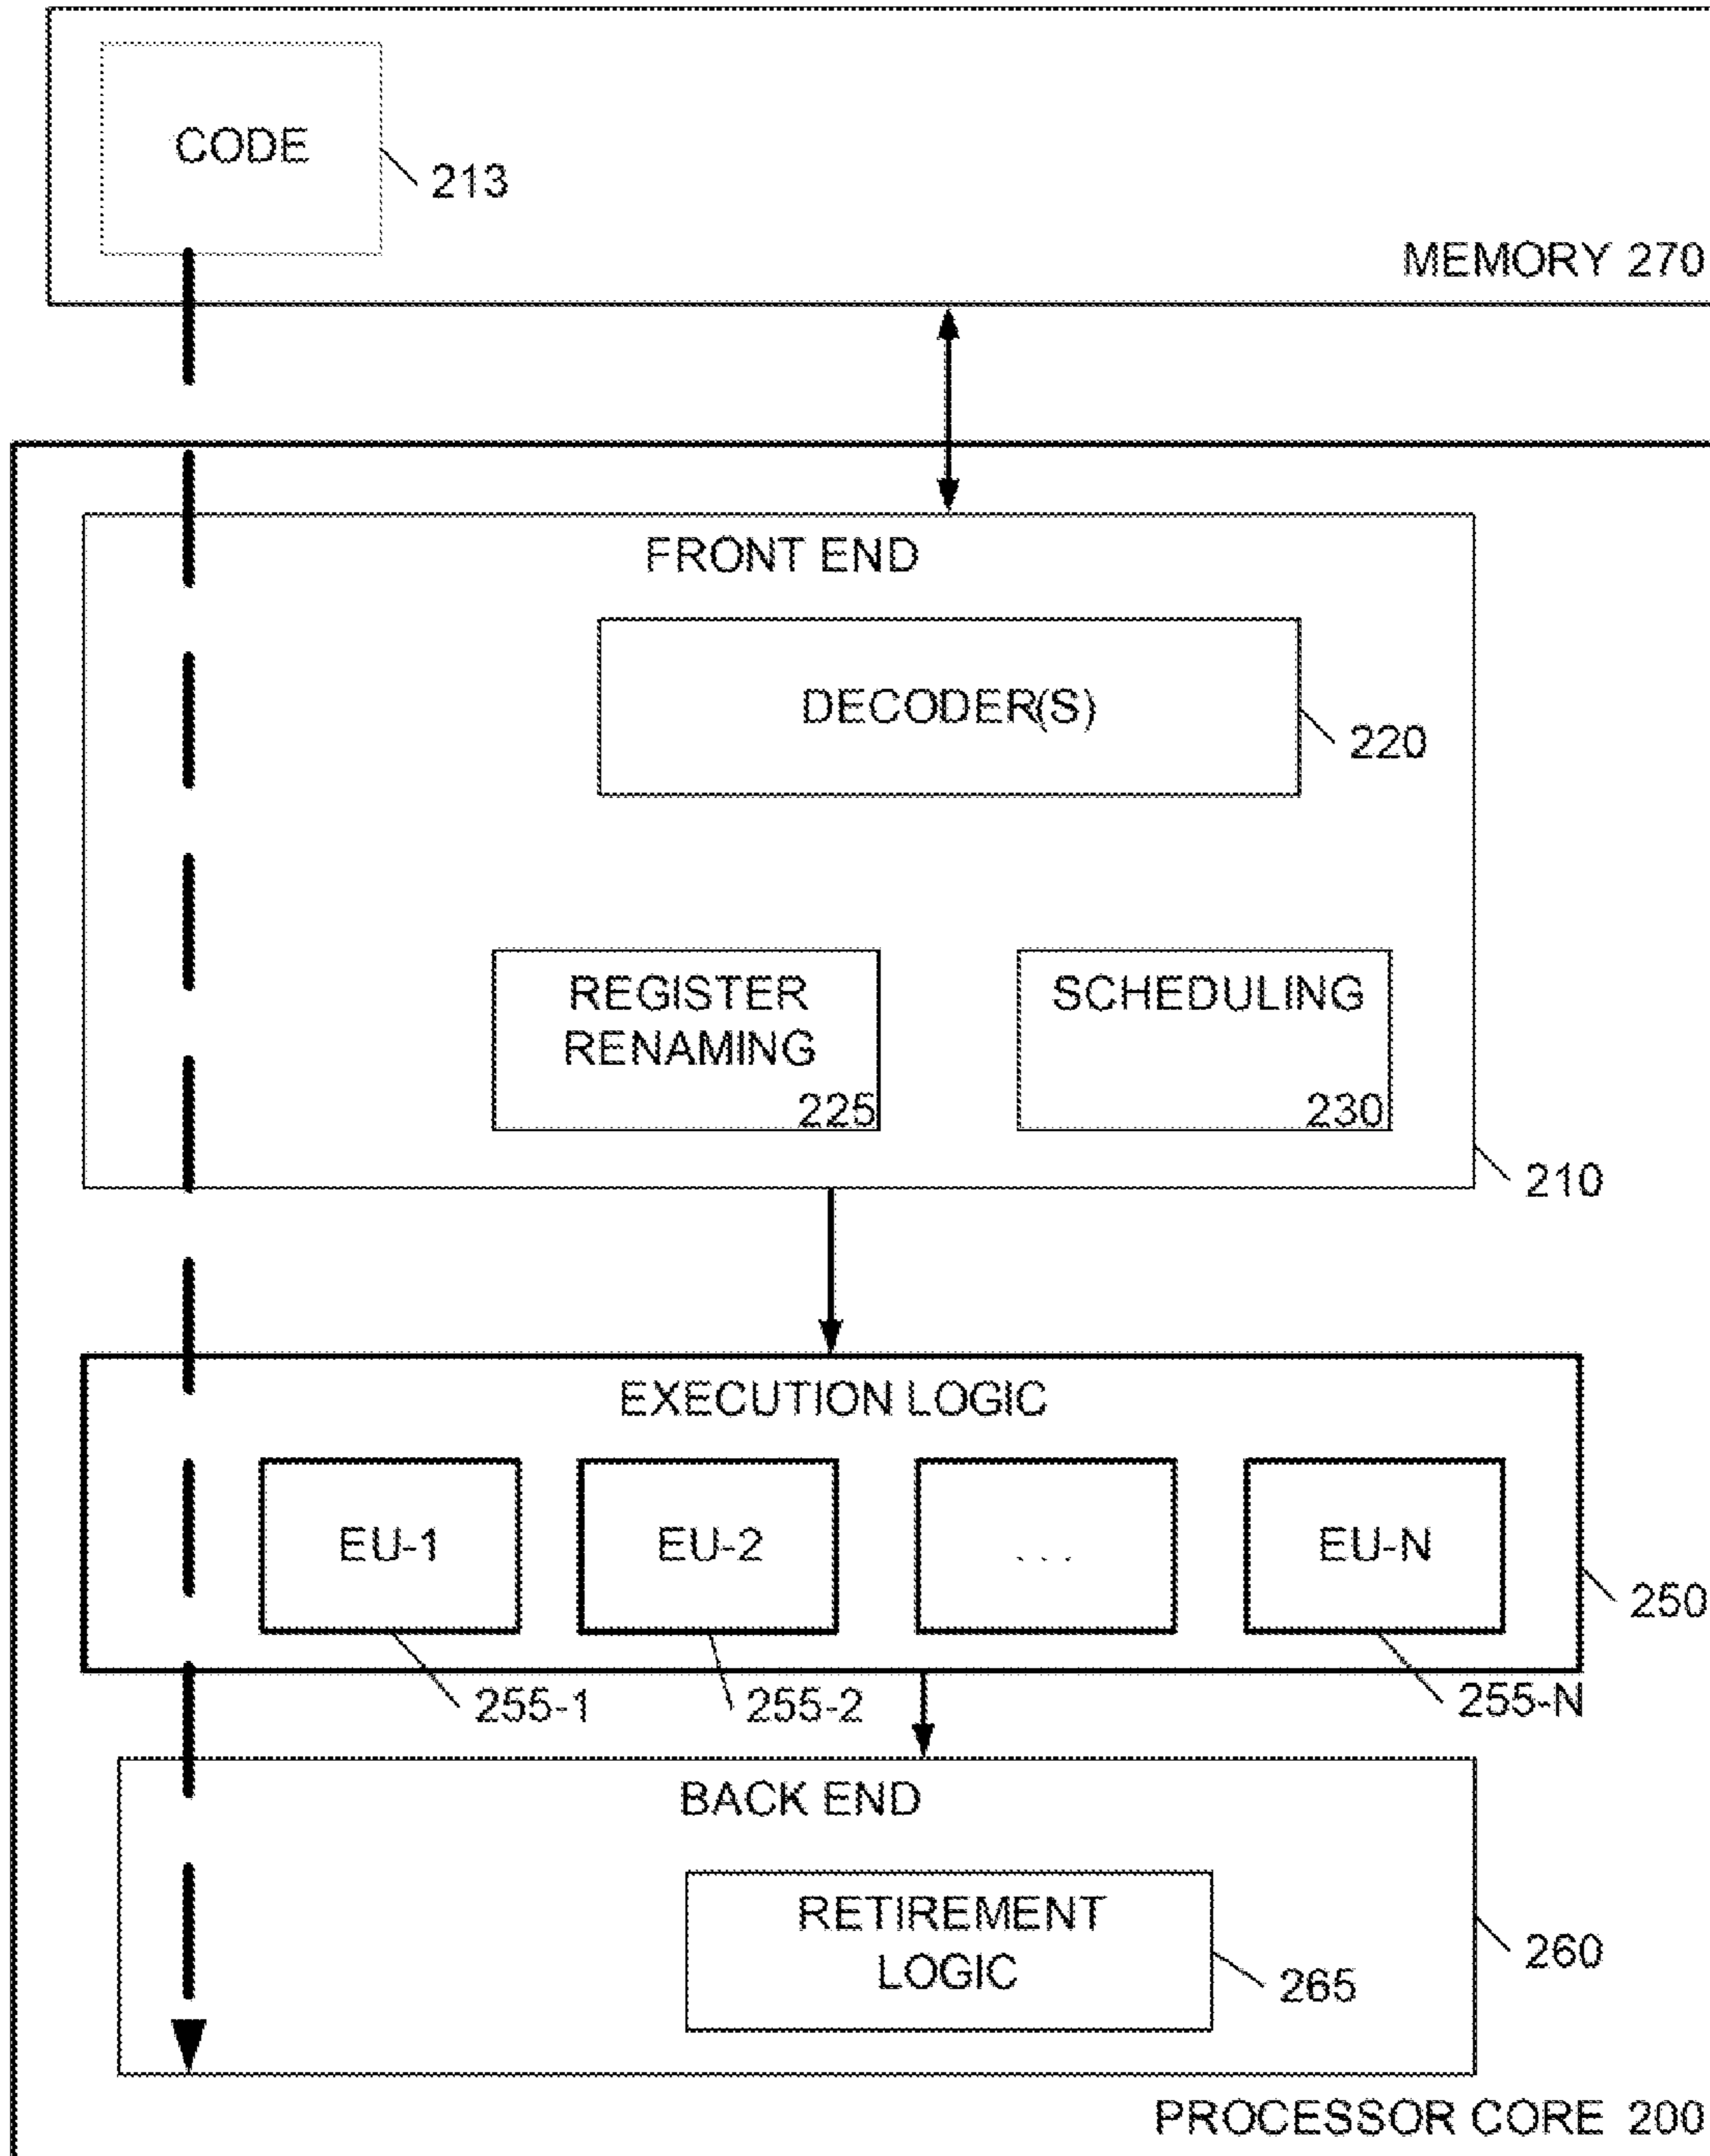 CODE
213
MEMORY 270
FRONT END
DECODER(S)
220
REGISTER
RENAMING
225
SCHEDULING
230
210
EXECUTION LOGIC
EU-1
EU-2
...
EU-N
250
255-1
255-2
255-N
BACK END
RETIREMENT
LOGIC
265
260
PROCESSOR CORE 200